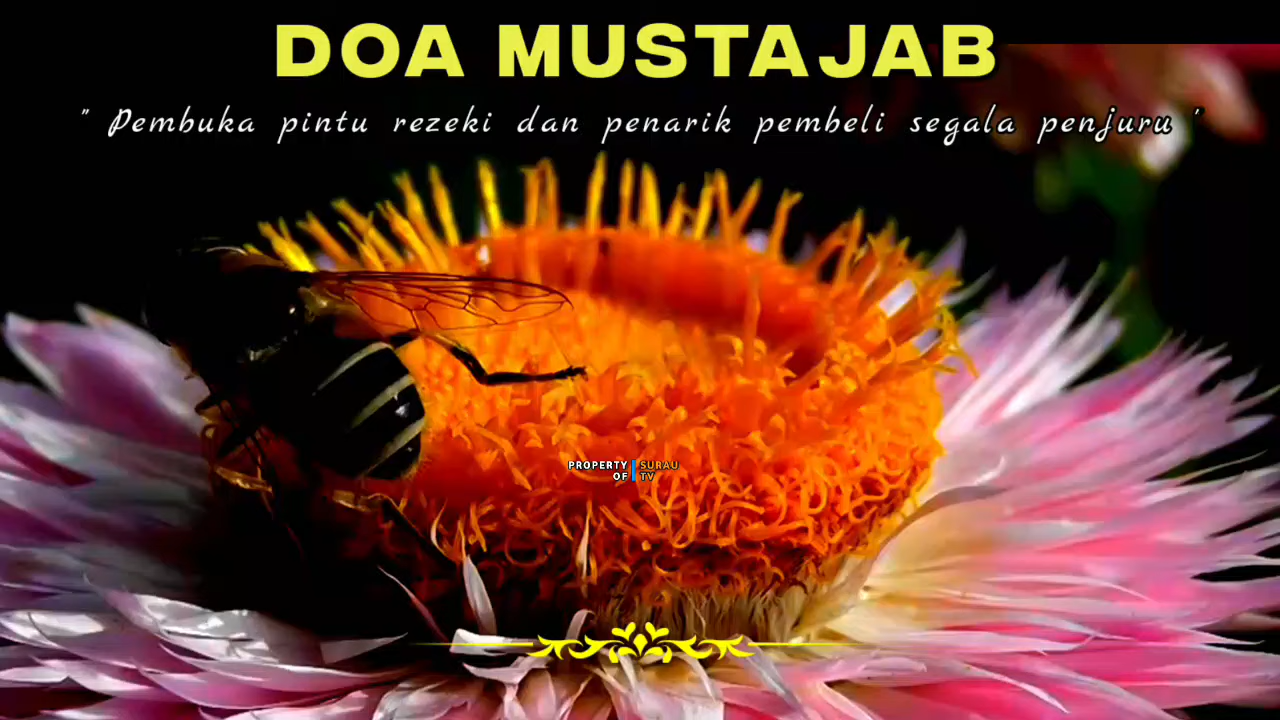 DOA MUSTAJAB
" Pembuka pintu rezeki dan penarik pembeli segala penjuru '
PROPERTY OF | SURAU TV